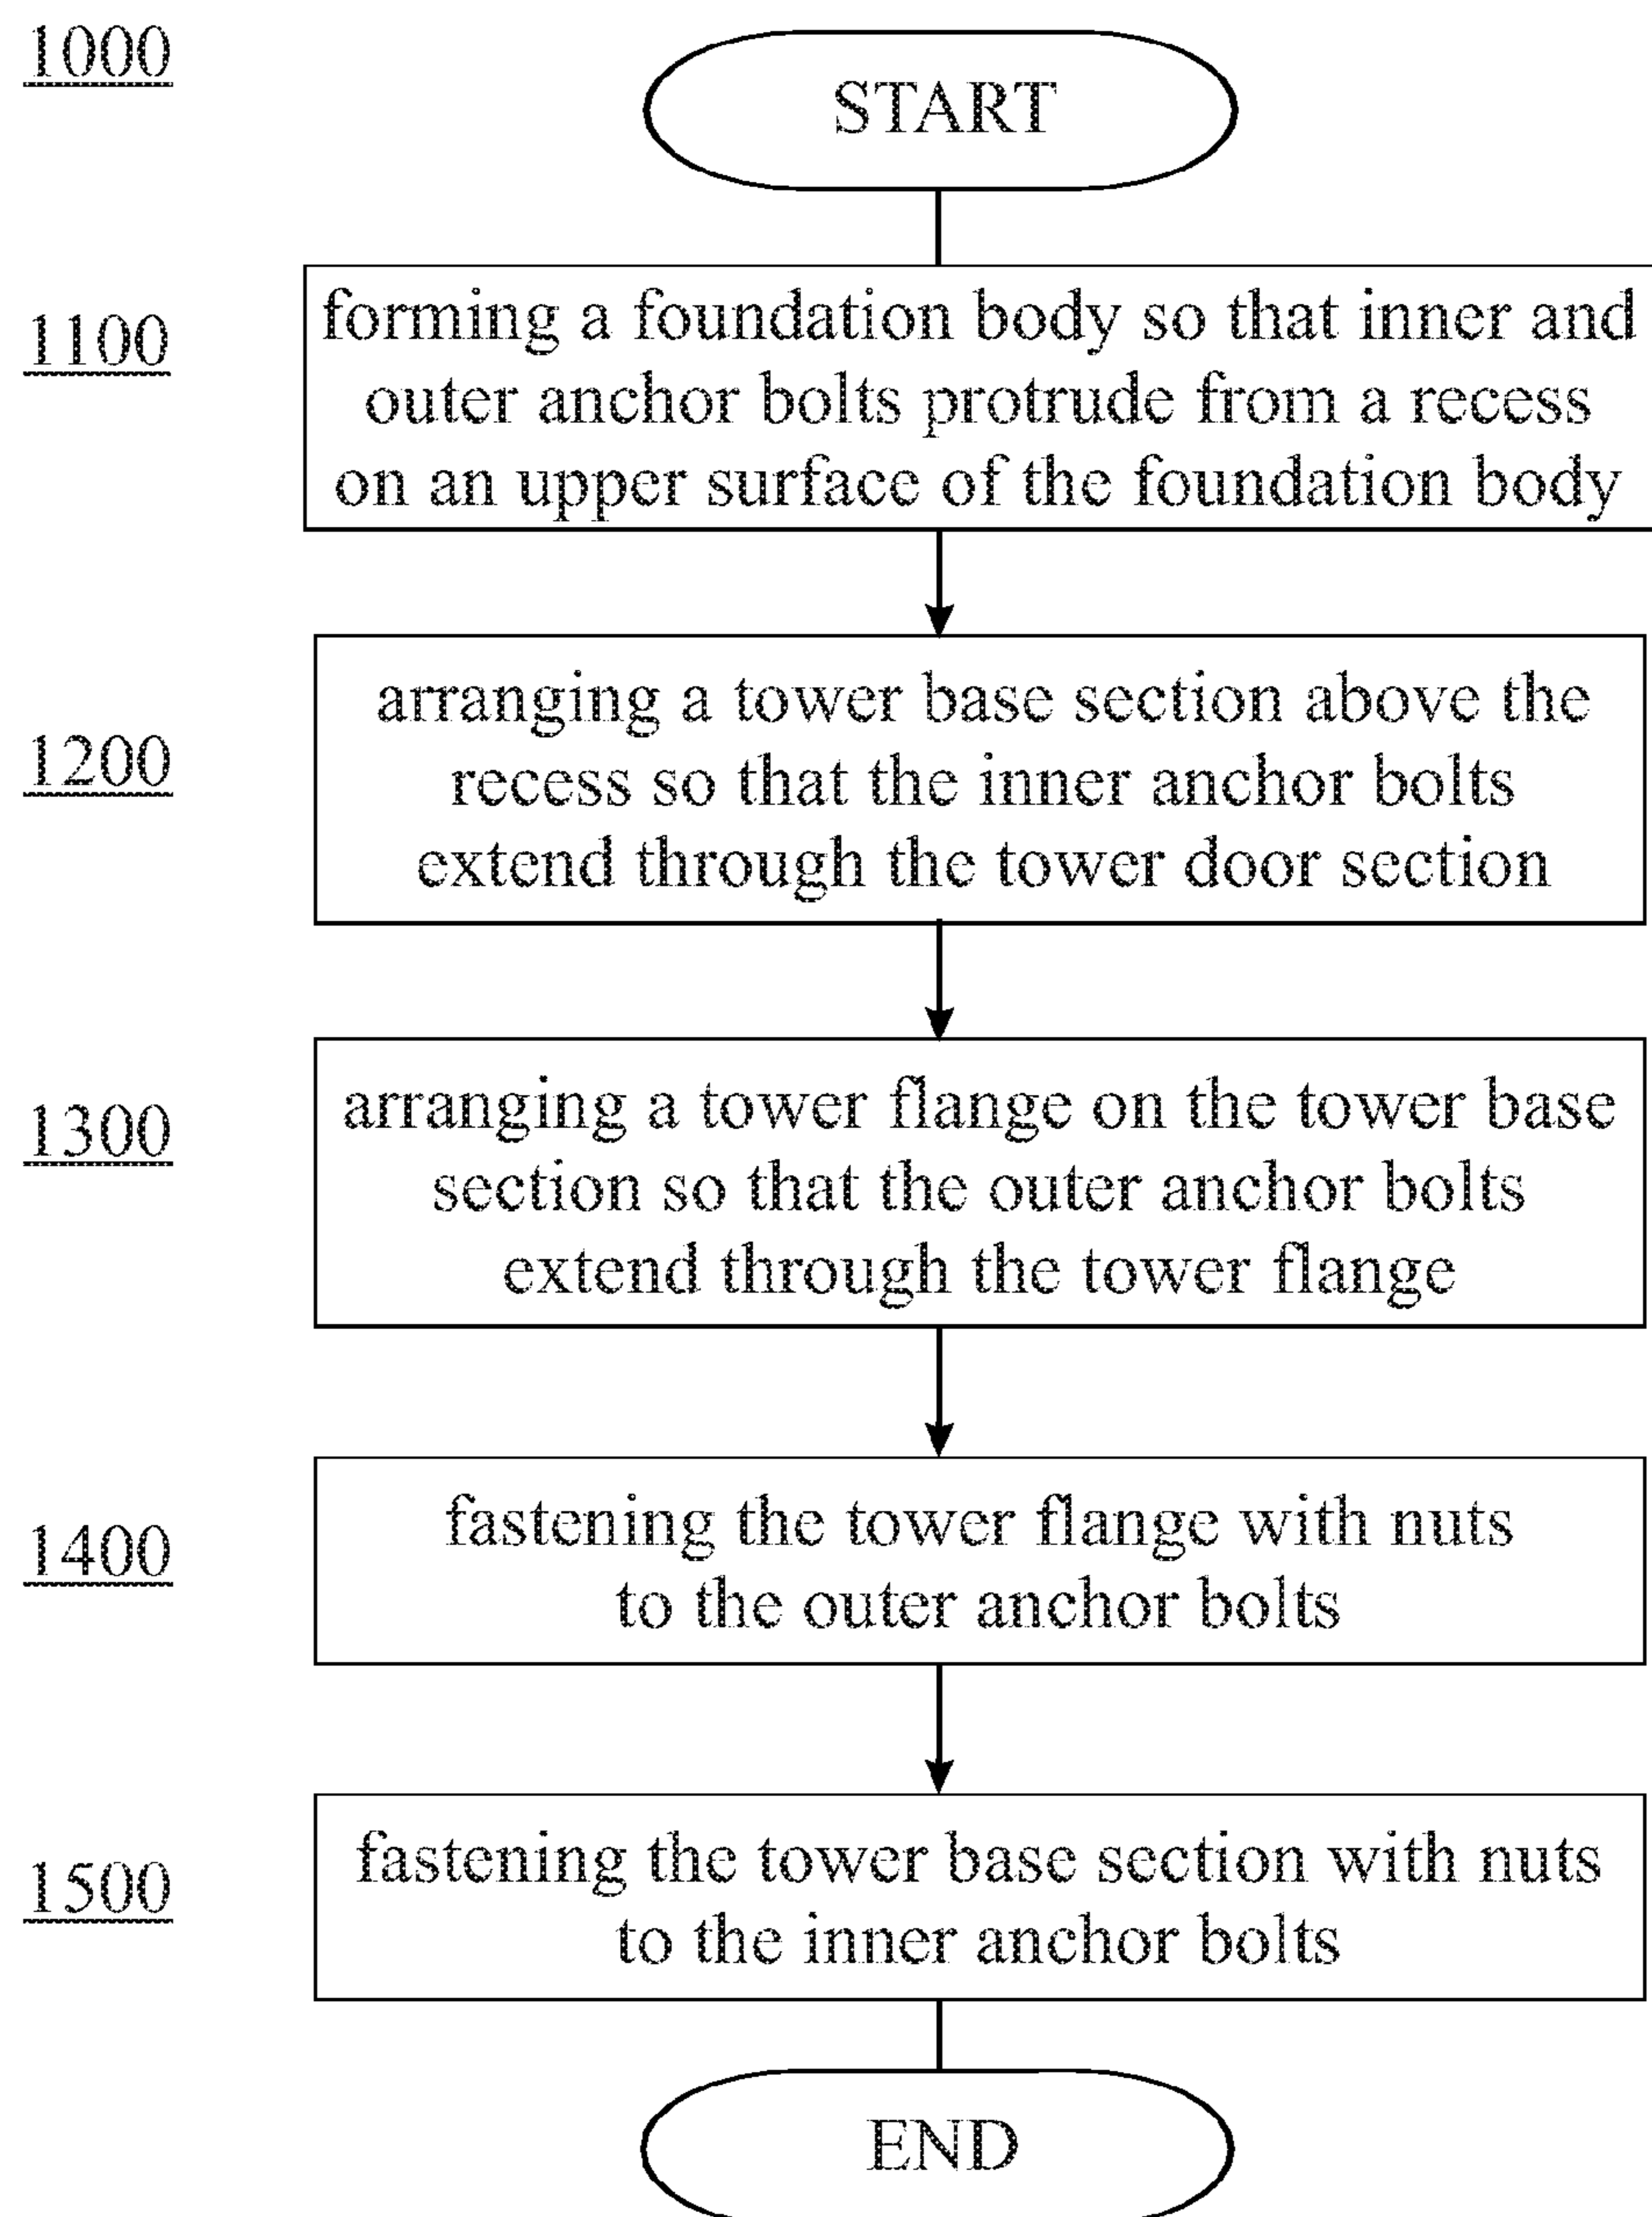 1000
START
1100
forming a foundation body so that inner and
outer anchor bolts protrude from a recess
on an upper surface of the foundation body
1200
arranging a tower base section above the
recess so that the inner anchor bolts
extend through the tower door section
1300
arranging a tower flange on the tower base
section so that the outer anchor bolts
extend through the tower flange
1400
fastening the tower flange with nuts
to the outer anchor bolts
1500
fastening the tower base section with nuts
to the inner anchor bolts
END